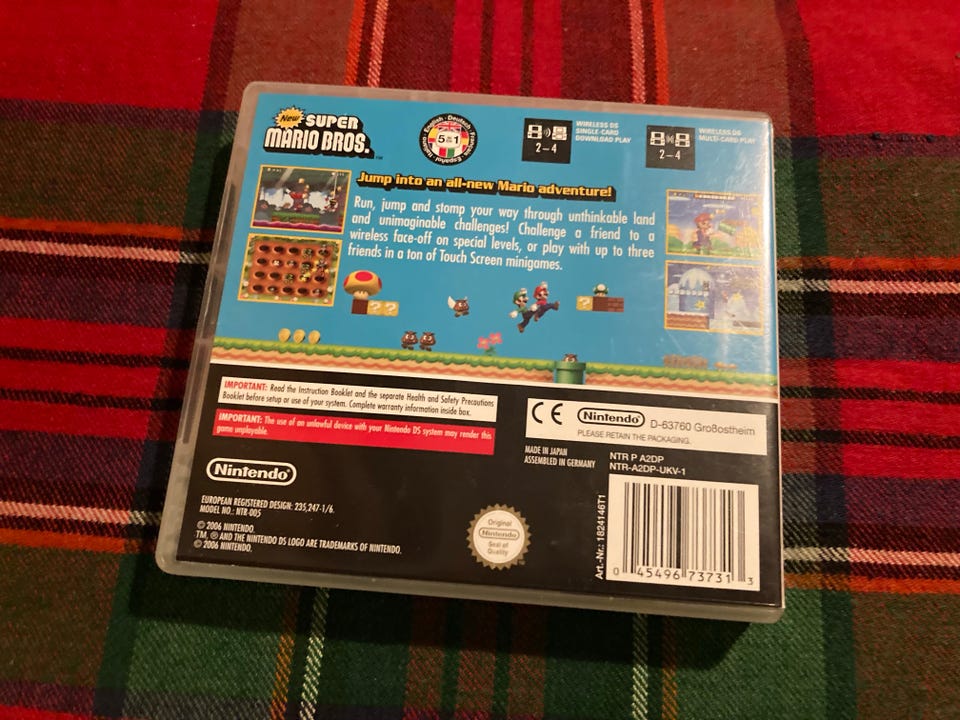 New SUPER
MARIO BROS.™
English · Deutsch · Français · Español · Italiano
5 in 1
WIRELESS DS
SINGLE-CARD
DOWNLOAD PLAY
2–4
WIRELESS DS
MULTI-CARD PLAY
2–4
Jump into an all-new Mario adventure!
Run, jump and stomp your way through unthinkable land
and unimaginable challenges! Challenge a friend to a
wireless face-off on special levels, or play with up to three
friends in a ton of Touch Screen minigames.
IMPORTANT: Read the Instruction Booklet and the separate Health and Safety Precautions
Booklet before setup or use of your system. Complete warranty information inside box.
IMPORTANT: The use of an unlawful device with your Nintendo DS system may render this
game unplayable.
CE Nintendo® D-63760 Großostheim
PLEASE RETAIN THE PACKAGING.
MADE IN JAPAN
ASSEMBLED IN GERMANY
NTR P A2DP
NTR-A2DP-UKV-1
Nintendo®
EUROPEAN REGISTERED DESIGN: 235,247-1/6.
MODEL NO.: NTR-005
© 2006 NINTENDO.
TM, ® AND THE NINTENDO DS LOGO ARE TRADEMARKS OF NINTENDO.
© 2006 NINTENDO.
Original
Nintendo
Seal of
Quality
Art.-Nr. 1824146T1
0 45496 73731 3